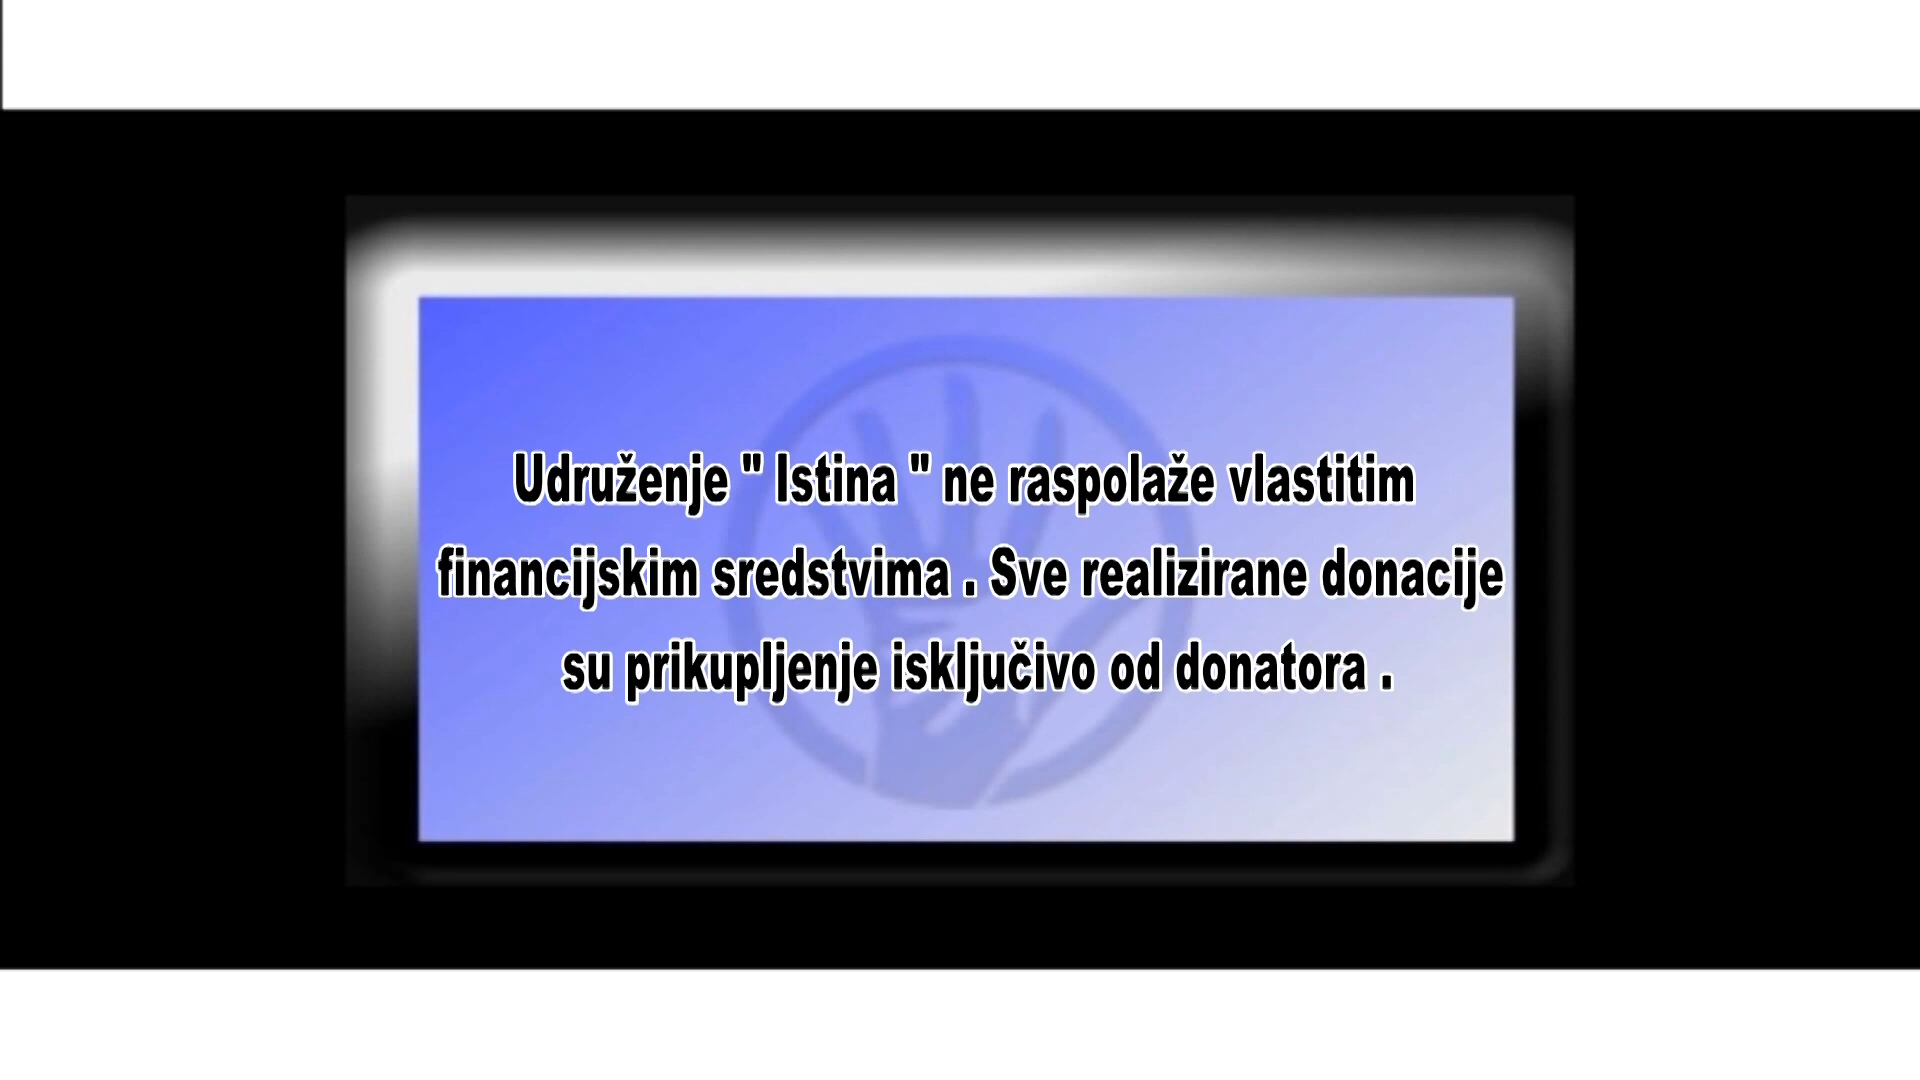 Udruženje " Istina " ne raspolaže vlastitim
financijskim sredstvima . Sve realizirane donacije
su prikupljenje isključivo od donatora .